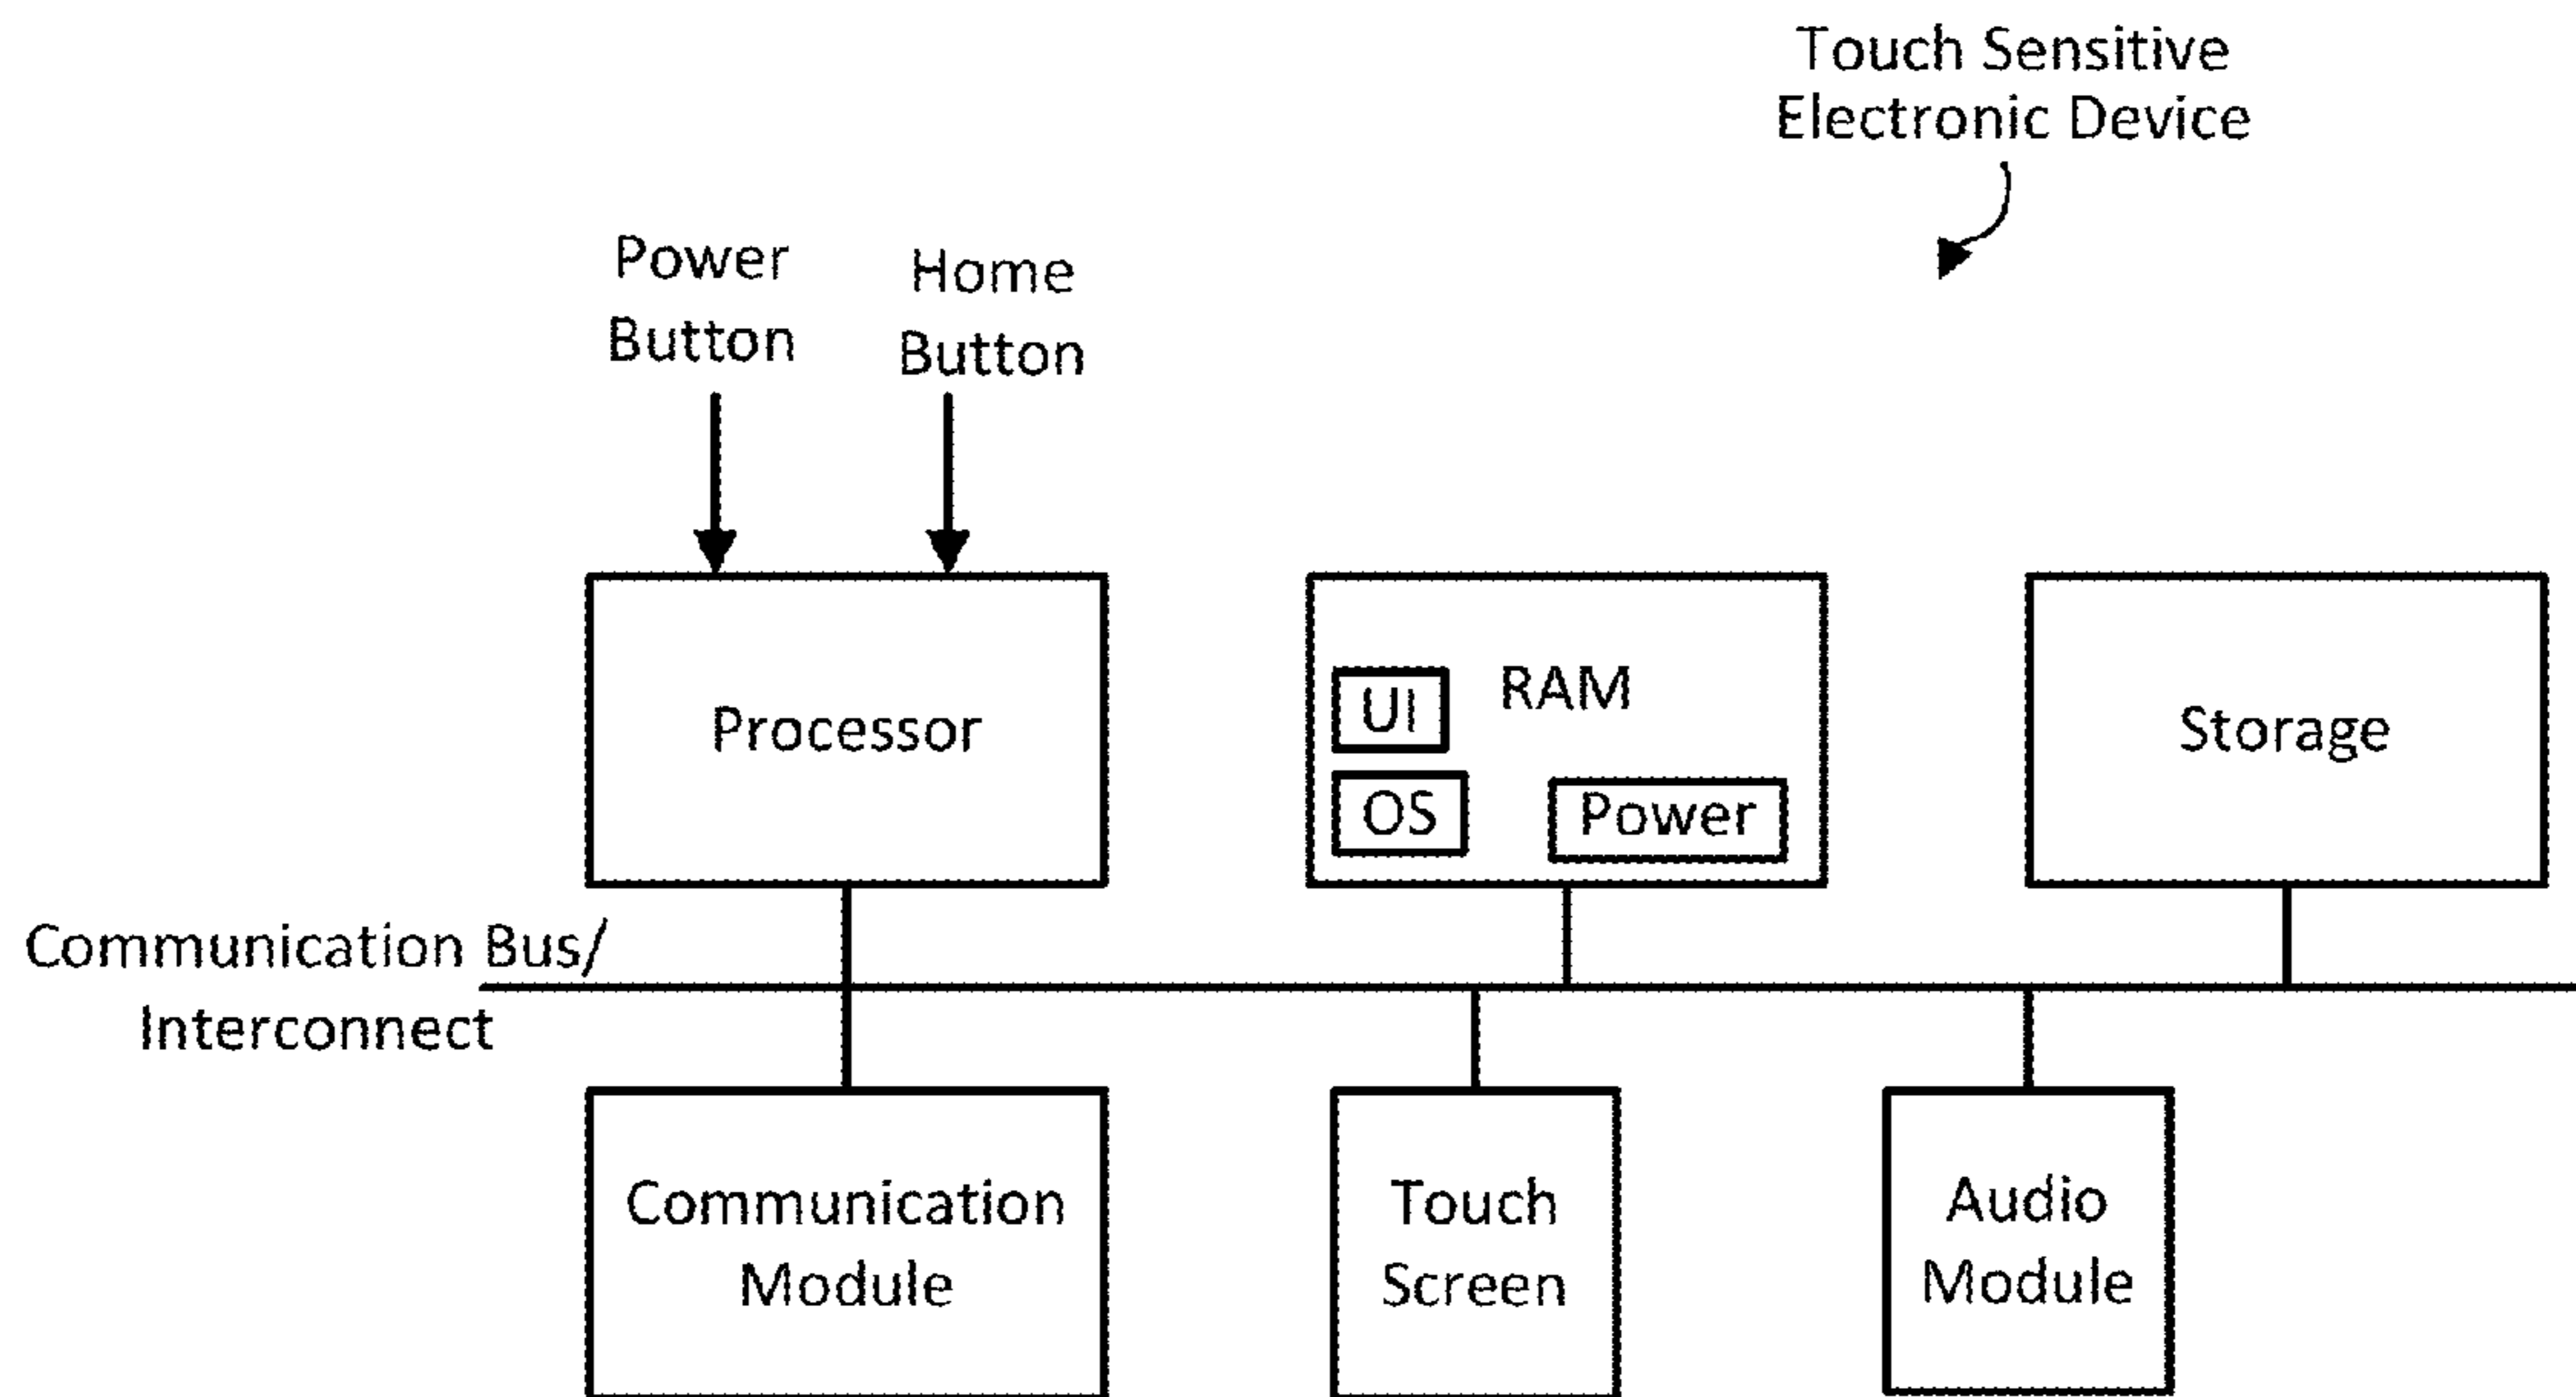 Touch Sensitive
Electronic Device
Power
Button
Home
Button
Processor
RAM
UI
OS
Power
Storage
Communication Bus/
Interconnect
Communication
Module
Touch
Screen
Audio
Module